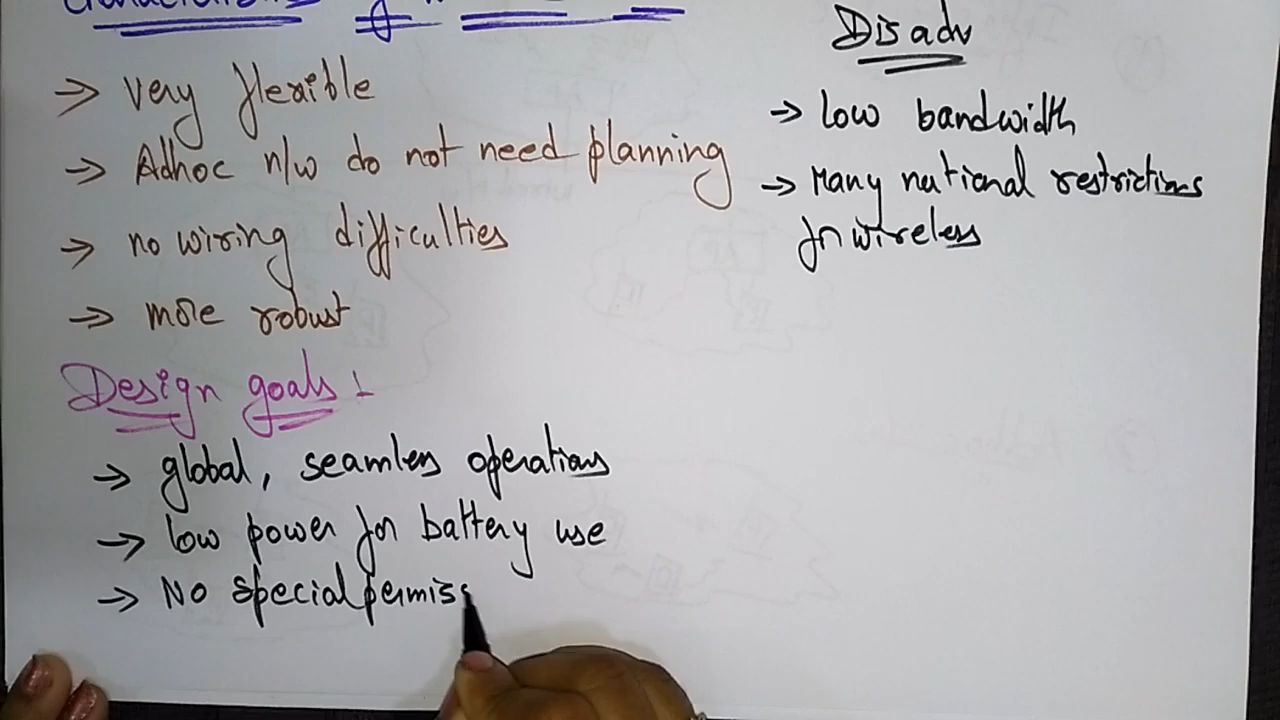 very flexible
Adhoc n/w do not need planning
no wiring difficulties
more robust
Design goals :-
global, seamless operations
low power for battery use
No special permiss
Disadv
low bandwidth
Many national restrictions
for wireless